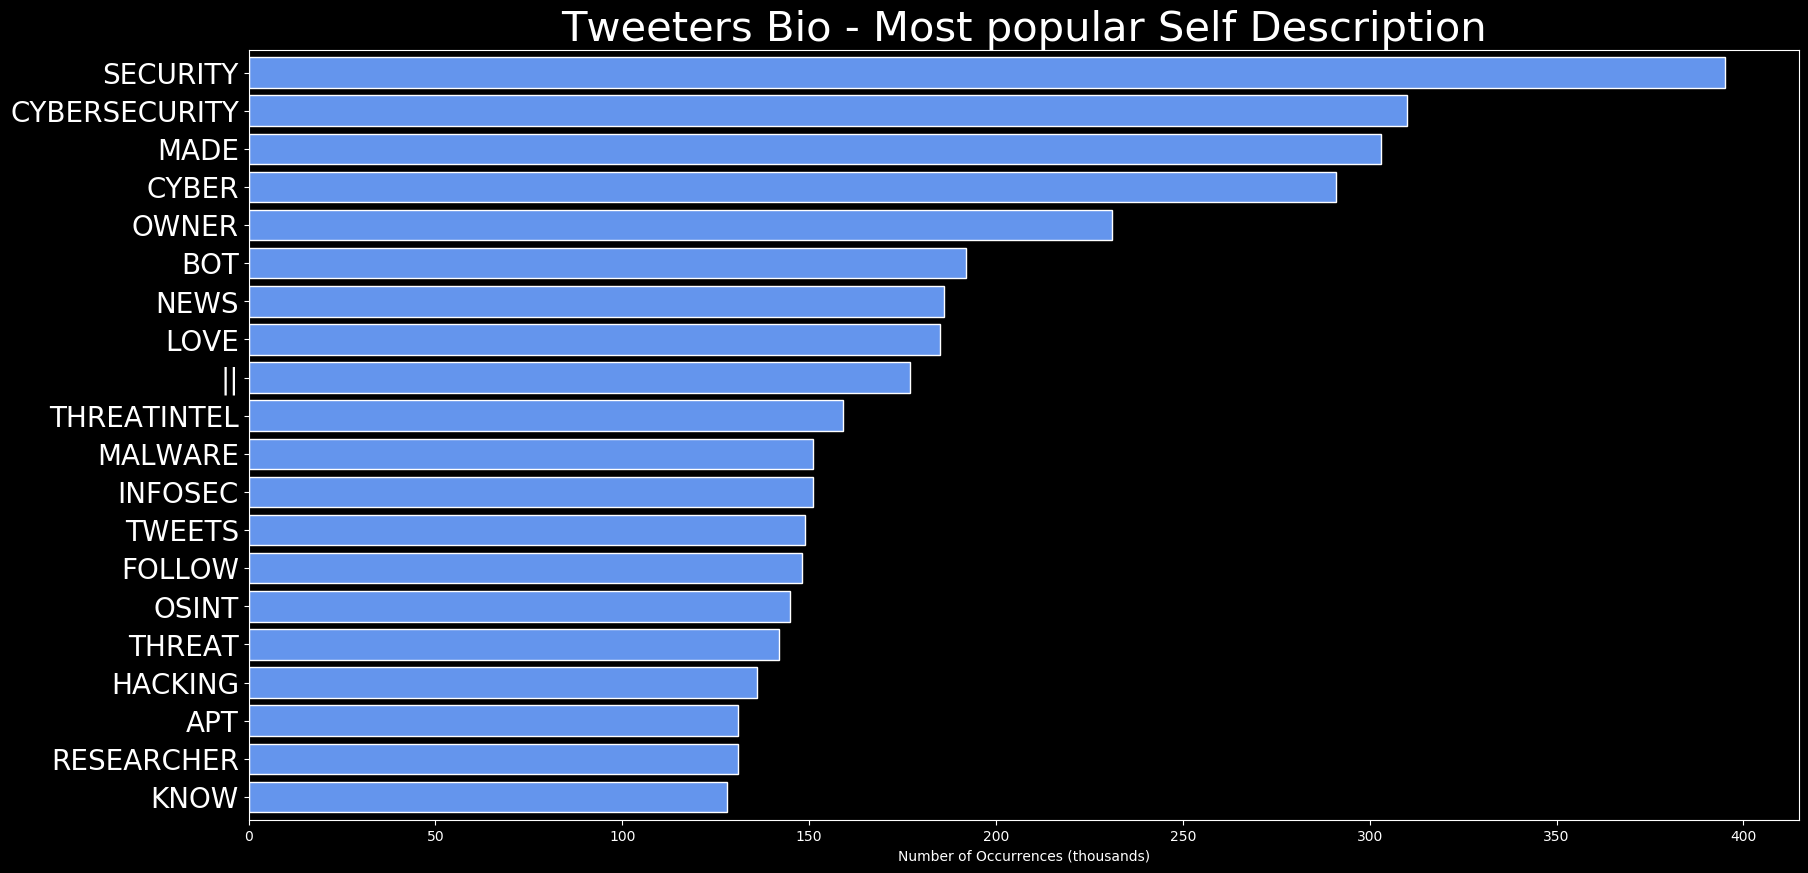 Tweeters Bio - Most popular Self Description
SECURITY
CYBERSECURITY
MADE
CYBER
OWNER
BOT
NEWS
LOVE
||
THREATINTEL
MALWARE
INFOSEC
TWEETS
FOLLOW
OSINT
THREAT
HACKING
APT
RESEARCHER
KNOW
0 50 100 150 200 250 300 350 400
Number of Occurrences (thousands)